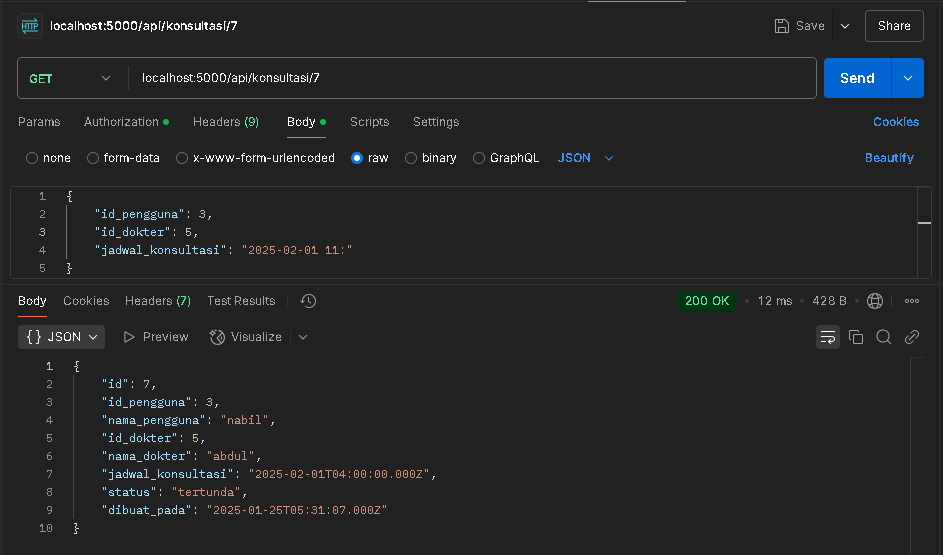 HTTP localhost:5000/api/konsultasi/7 Save Share
GET localhost:5000/api/konsultasi/7 Send
Params Authorization Headers (9) Body Scripts Settings Cookies
none form-data x-www-form-urlencoded raw binary GraphQL JSON Beautify
1 {
2 "id_pengguna": 3,
3 "id_dokter": 5,
4 "jadwal_konsultasi": "2025-02-01 11:"
5 }
Body Cookies Headers (7) Test Results 200 OK • 12 ms • 428 B •
{} JSON Preview Visualize
1 {
2 "id": 7,
3 "id_pengguna": 3,
4 "nama_pengguna": "nabil",
5 "id_dokter": 5,
6 "nama_dokter": "abdul",
7 "jadwal_konsultasi": "2025-02-01T04:00:00.000Z",
8 "status": "tertunda",
9 "dibuat_pada": "2025-01-25T05:31:07.000Z"
10 }